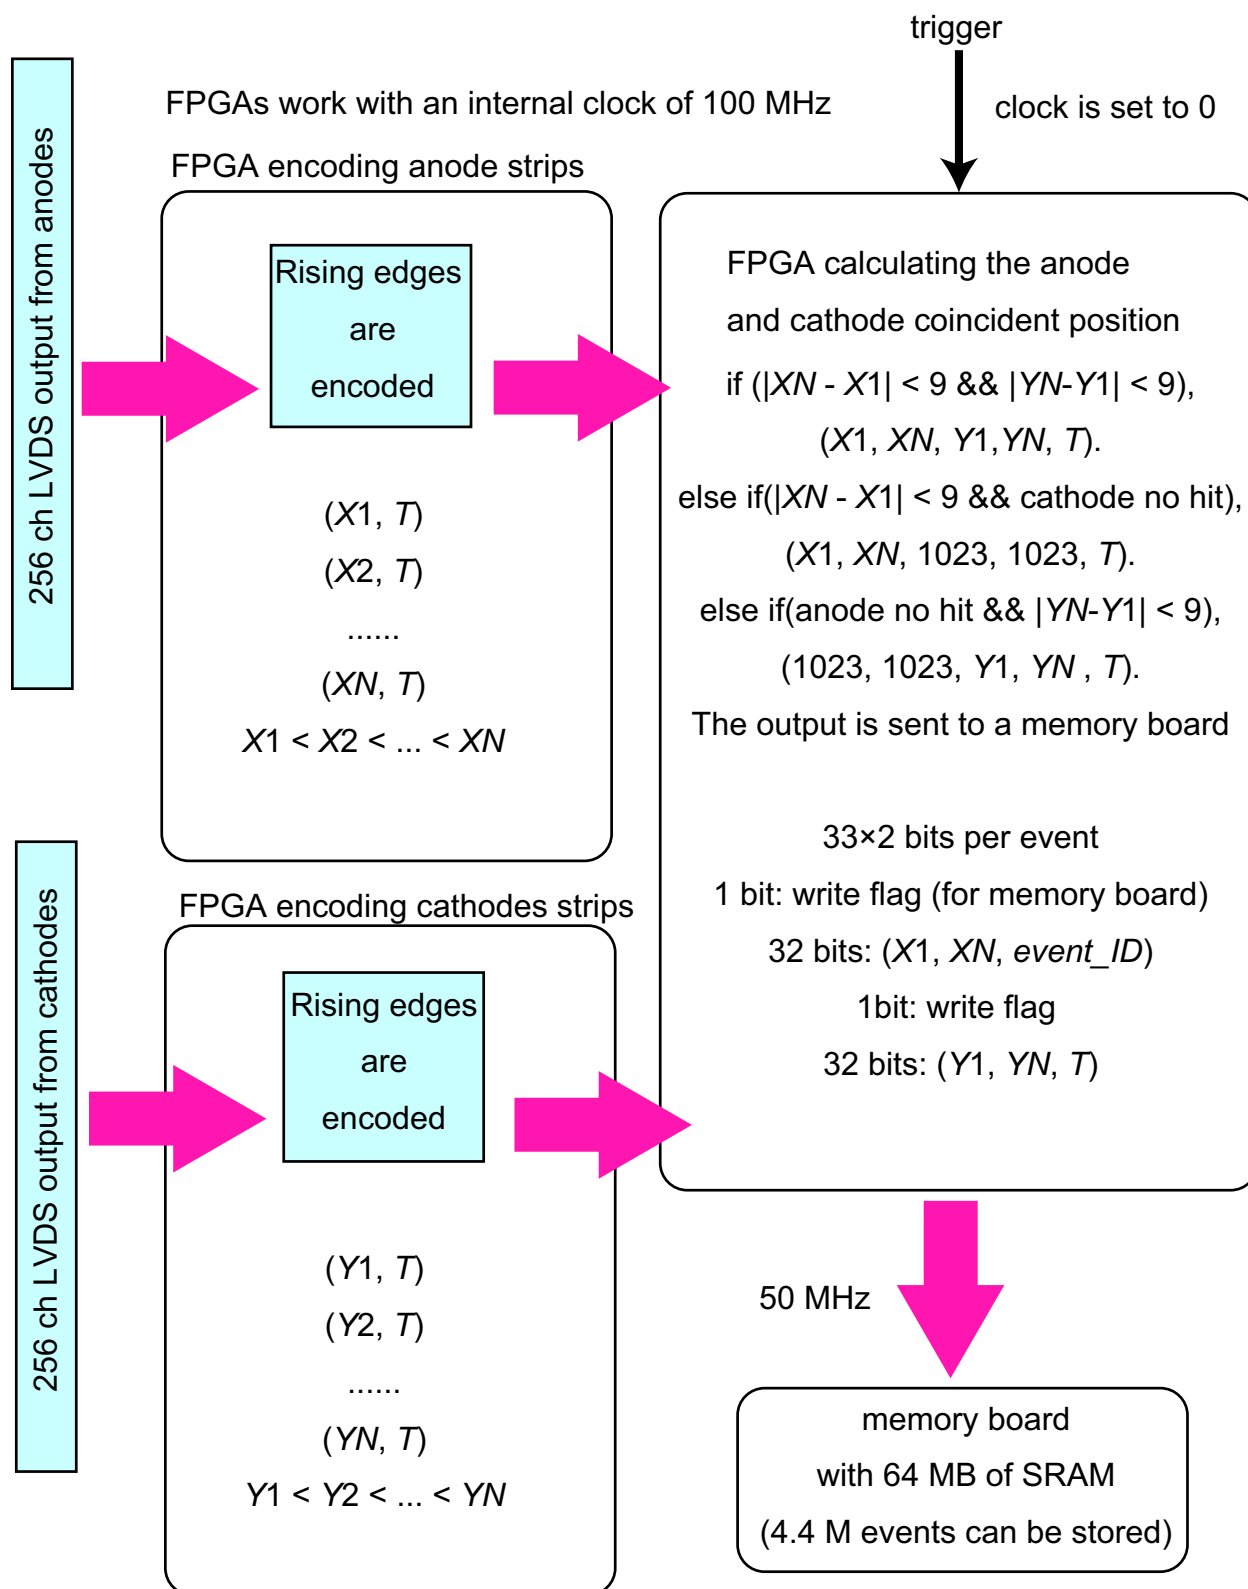 trigger
clock is set to 0
FPGAs work with an internal clock of 100 MHz
256 ch LVDS output from anodes
FPGA encoding anode strips
Rising edges
are
encoded
(X1, T)
(X2, T)
......
(XN, T)
X1 < X2 < ... < XN
256 ch LVDS output from cathodes
FPGA encoding cathodes strips
Rising edges
are
encoded
(Y1, T)
(Y2, T)
......
(YN, T)
Y1 < Y2 < ... < YN
FPGA calculating the anode
and cathode coincident position
if (|XN - X1| < 9 && |YN-Y1| < 9),
(X1, XN, Y1,YN, T).
else if(|XN - X1| < 9 && cathode no hit),
(X1, XN, 1023, 1023, T).
else if(anode no hit && |YN-Y1| < 9),
(1023, 1023, Y1, YN , T).
The output is sent to a memory board
33×2 bits per event
1 bit: write flag (for memory board)
32 bits: (X1, XN, event_ID)
1bit: write flag
32 bits: (Y1, YN, T)
50 MHz
memory board
with 64 MB of SRAM
(4.4 M events can be stored)